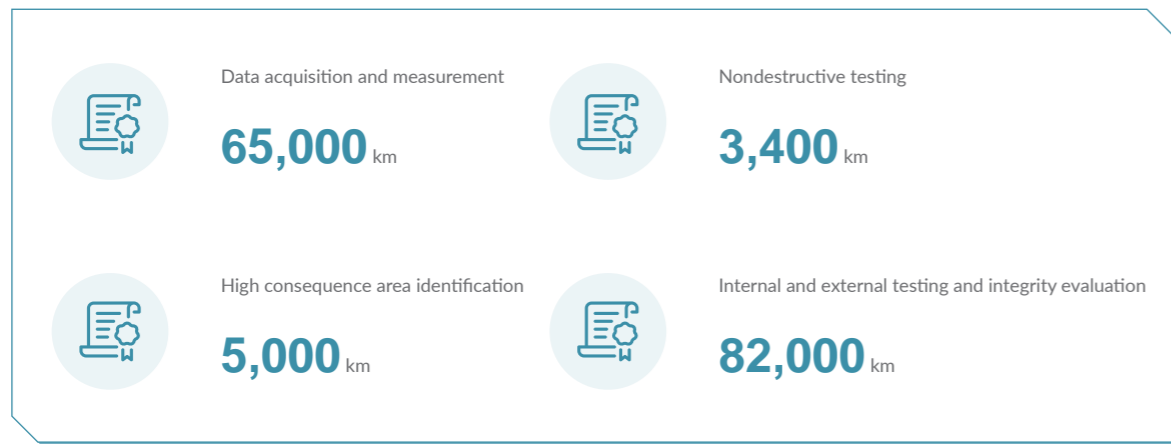 Data acquisition and measurement
65,000 km
Nondestructive testing
3,400 km
High consequence area identification
5,000 km
Internal and external testing and integrity evaluation
82,000 km